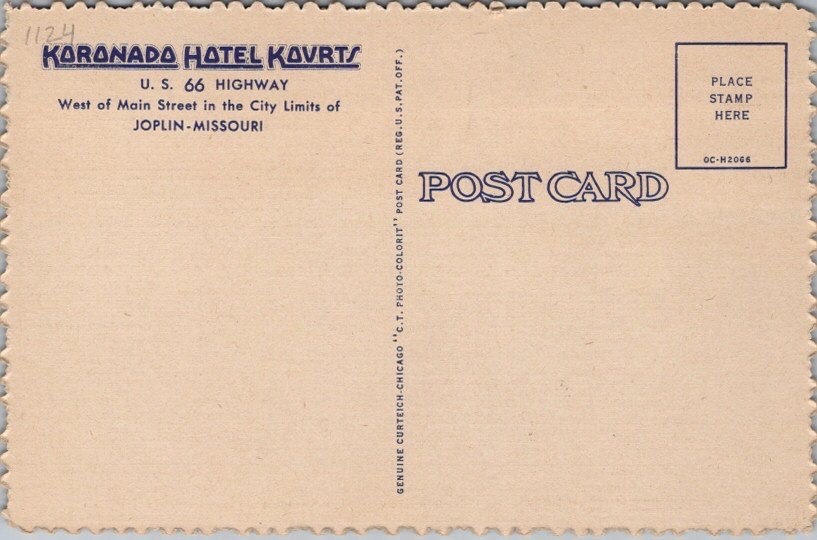 1124
KORONADO HOTEL KOVRTS
U. S. 66 HIGHWAY
West of Main Street in the City Limits of
JOPLIN-MISSOURI
GENUINE CURTEICH-CHICAGO "C.T. PHOTO-COLORIT" POST CARD (REG. U.S. PAT. OFF.)
POST CARD
PLACE
STAMP
HERE
OC-H2066